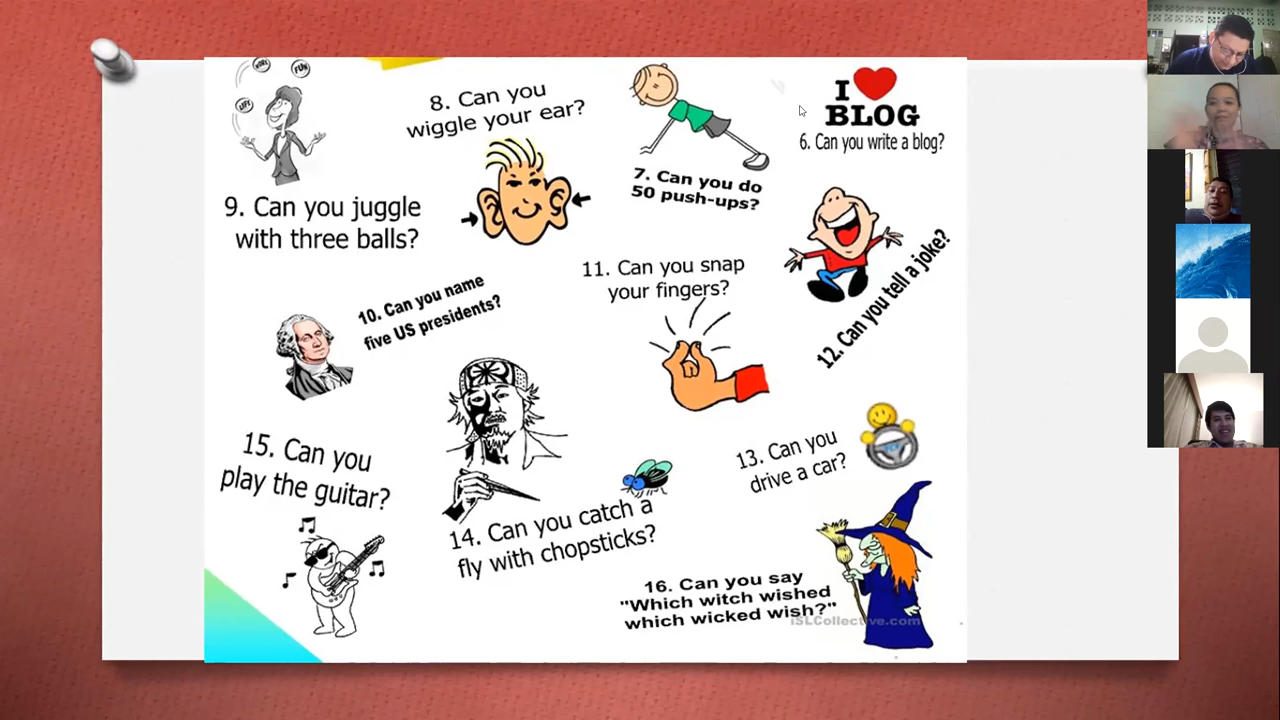 I
BLOG
6. Can you write a blog?
7. Can you do
50 push-ups?
8. Can you
wiggle your ear?
FUN
9. Can you juggle
with three balls?
10. Can you name
five US presidents?
11. Can you snap
your fingers?
12. Can you tell a joke?
13. Can you
drive a car?
14. Can you catch a
fly with chopsticks?
15. Can you
play the guitar?
16. Can you say
"Which witch wished
which wicked wish?"
iSLCollective.com